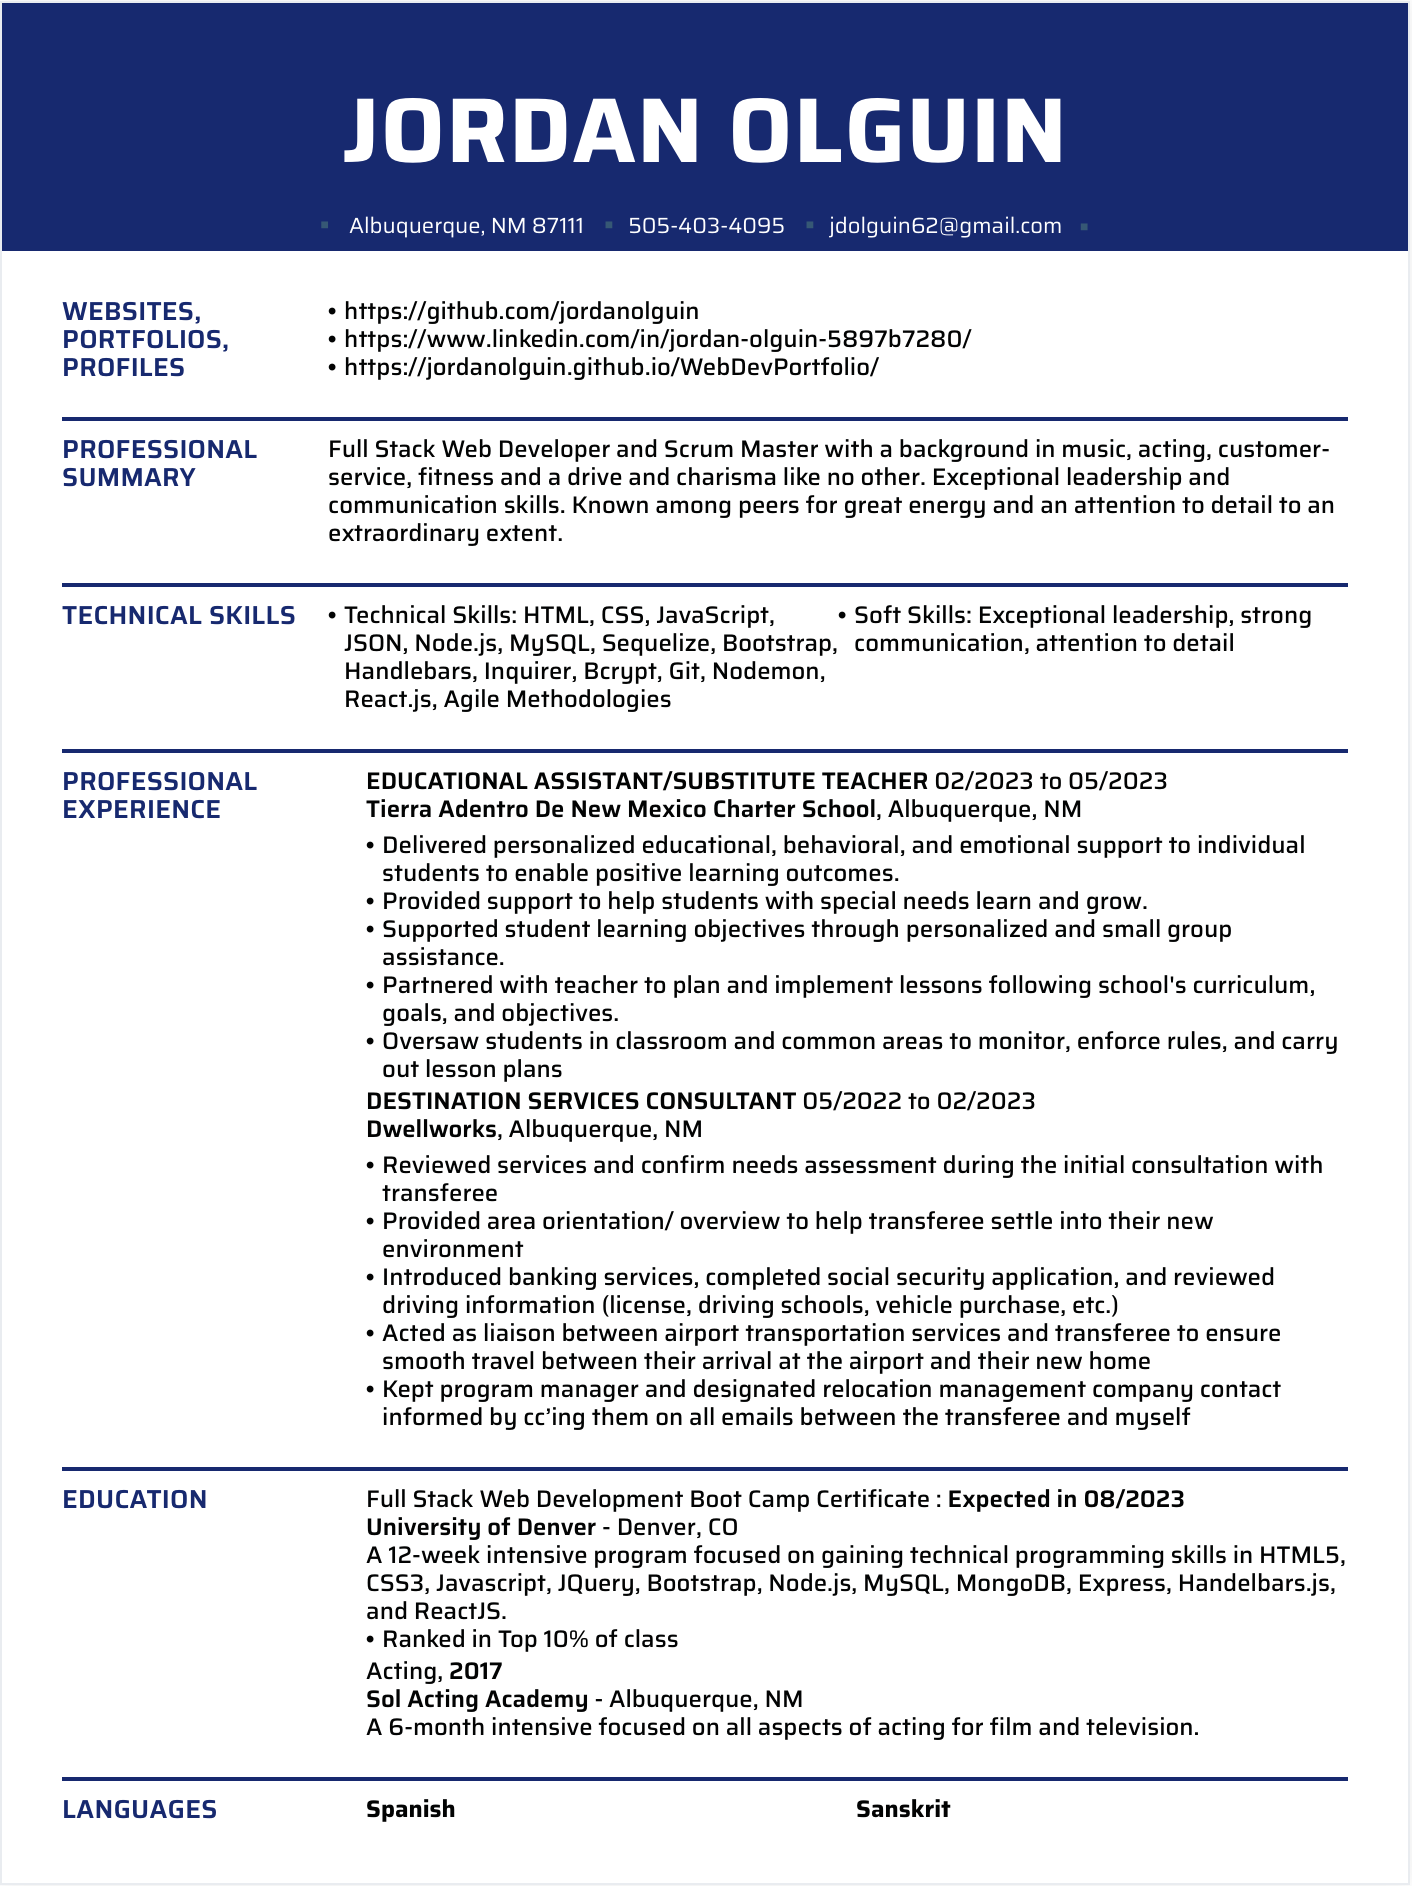 JORDAN OLGUIN
Albuquerque, NM 87111 ▪ 505-403-4095 ▪ jdolguin62@gmail.com
WEBSITES,
PORTFOLIOS,
PROFILES
• https://github.com/jordanolguin
• https://www.linkedin.com/in/jordan-olguin-5897b7280/
• https://jordanolguin.github.io/WebDevPortfolio/
PROFESSIONAL
SUMMARY
Full Stack Web Developer and Scrum Master with a background in music, acting, customer-
service, fitness and a drive and charisma like no other. Exceptional leadership and
communication skills. Known among peers for great energy and an attention to detail to an
extraordinary extent.
TECHNICAL SKILLS
• Technical Skills: HTML, CSS, JavaScript,
JSON, Node.js, MySQL, Sequelize, Bootstrap,
Handlebars, Inquirer, Bcrypt, Git, Nodemon,
React.js, Agile Methodologies
• Soft Skills: Exceptional leadership, strong
communication, attention to detail
PROFESSIONAL
EXPERIENCE
EDUCATIONAL ASSISTANT/SUBSTITUTE TEACHER 02/2023 to 05/2023
Tierra Adentro De New Mexico Charter School, Albuquerque, NM
• Delivered personalized educational, behavioral, and emotional support to individual
students to enable positive learning outcomes.
• Provided support to help students with special needs learn and grow.
• Supported student learning objectives through personalized and small group
assistance.
• Partnered with teacher to plan and implement lessons following school's curriculum,
goals, and objectives.
• Oversaw students in classroom and common areas to monitor, enforce rules, and carry
out lesson plans
DESTINATION SERVICES CONSULTANT 05/2022 to 02/2023
Dwellworks, Albuquerque, NM
• Reviewed services and confirm needs assessment during the initial consultation with
transferee
• Provided area orientation/ overview to help transferee settle into their new
environment
• Introduced banking services, completed social security application, and reviewed
driving information (license, driving schools, vehicle purchase, etc.)
• Acted as liaison between airport transportation services and transferee to ensure
smooth travel between their arrival at the airport and their new home
• Kept program manager and designated relocation management company contact
informed by cc’ing them on all emails between the transferee and myself
EDUCATION
Full Stack Web Development Boot Camp Certificate : Expected in 08/2023
University of Denver - Denver, CO
A 12-week intensive program focused on gaining technical programming skills in HTML5,
CSS3, Javascript, JQuery, Bootstrap, Node.js, MySQL, MongoDB, Express, Handelbars.js,
and ReactJS.
• Ranked in Top 10% of class
Acting, 2017
Sol Acting Academy - Albuquerque, NM
A 6-month intensive focused on all aspects of acting for film and television.
LANGUAGES
Spanish
Sanskrit